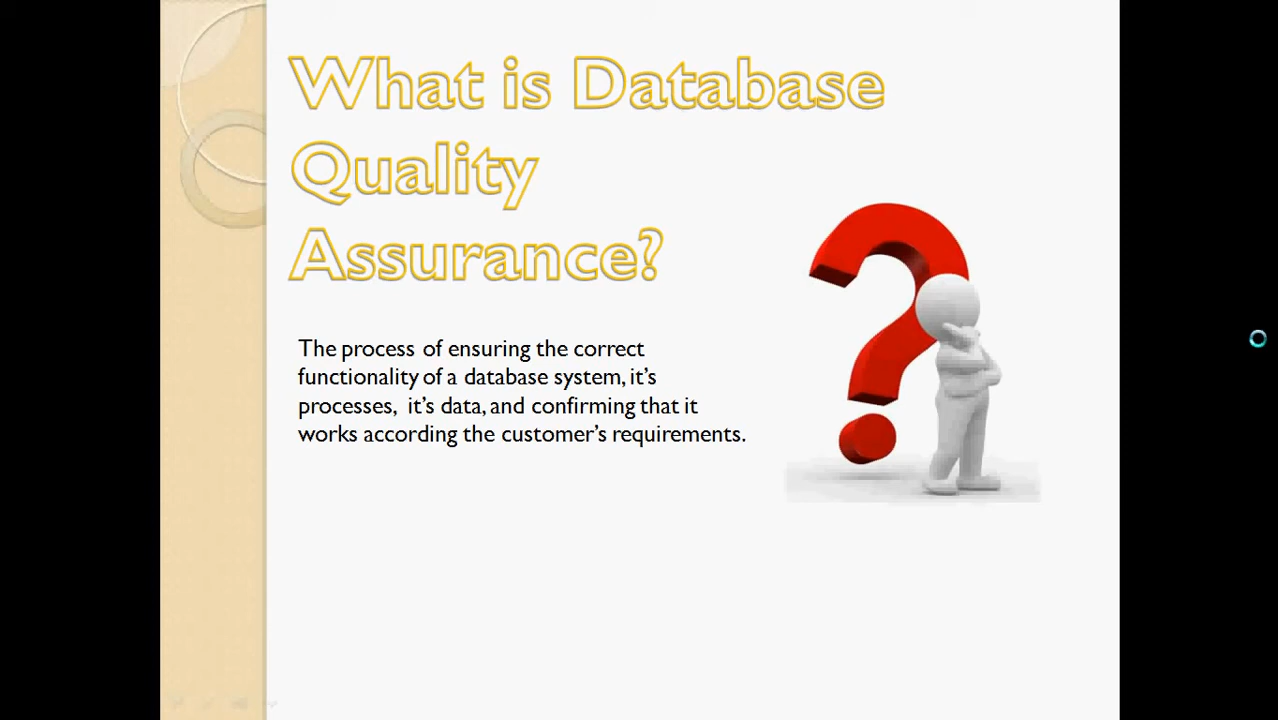 What is Database
Quality
Assurance?
The process of ensuring the correct
functionality of a database system, it's
processes, it's data, and confirming that it
works according the customer's requirements.